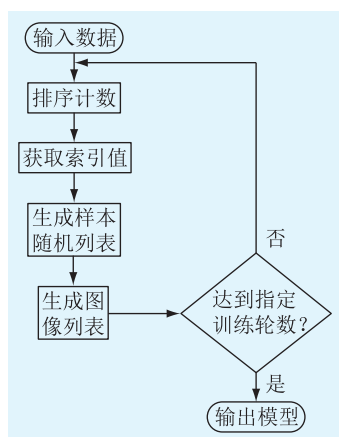 输入数据
排序计数
获取索引值
生成样本
随机列表
生成图
像列表
否
达到指定
训练轮数?
是
输出模型